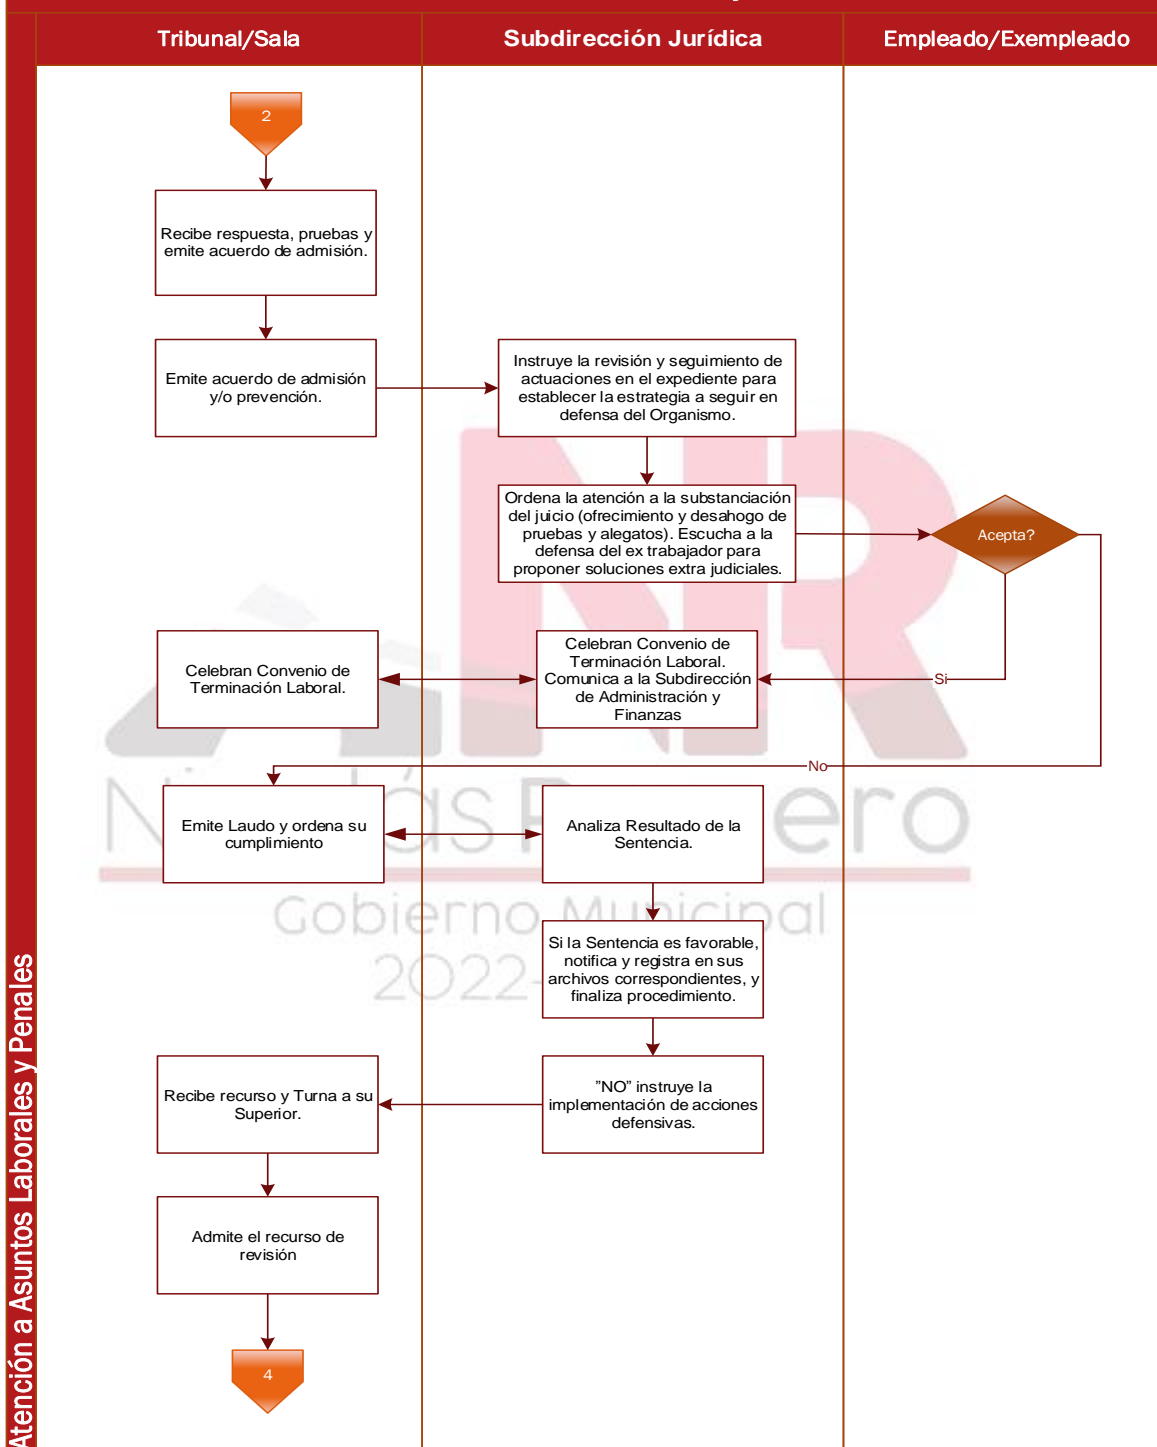 Tribunal/Sala
Subdirección Jurídica
Empleado/Exempleado
Atención a Asuntos Laborales y Penales
2
Recibe respuesta, pruebas y
emite acuerdo de admisión.
Emite acuerdo de admisión
y/o prevención.
Instruye la revisión y seguimiento de
actuaciones en el expediente para
establecer la estrategia a seguir en
defensa del Organismo.
Ordena la atención a la substanciación
del juicio (ofrecimiento y desahogo de
pruebas y alegatos). Escucha a la
defensa del ex trabajador para
proponer soluciones extra judiciales.
Acepta?
Celebran Convenio de
Terminación Laboral.
Celebran Convenio de
Terminación Laboral.
Comunica a la Subdirección
de Administración y
Finanzas
Si
No
Emite Laudo y ordena su
cumplimiento
Analiza Resultado de la
Sentencia.
Si la Sentencia es favorable,
notifica y registra en sus
archivos correspondientes, y
finaliza procedimiento.
Recibe recurso y Turna a su
Superior.
”NO” instruye la
implementación de acciones
defensivas.
Admite el recurso de
revisión
4
NR
Gobierno Municipal
2022-